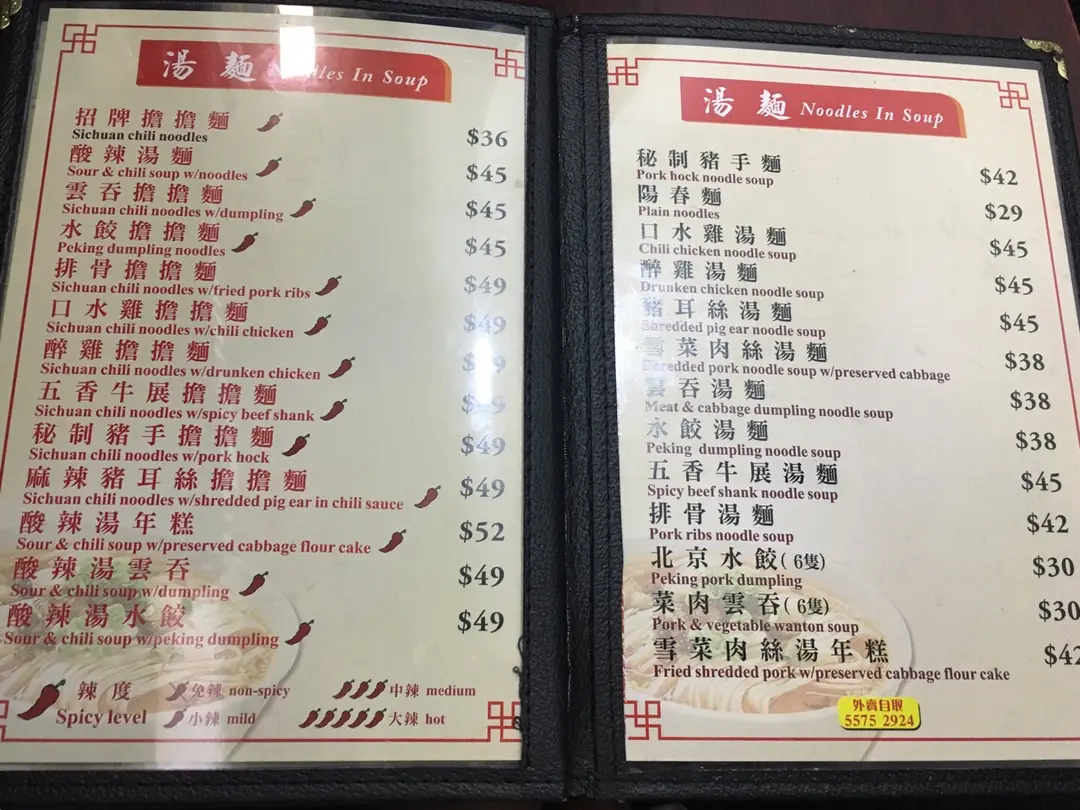 湯麵 Noodles In Soup
招牌擔擔麵
Sichuan chili noodles $36
酸辣湯麵
Sour & chili soup w/noodles $45
雲吞擔擔麵
Sichuan chili noodles w/dumpling $45
水餃擔擔麵
Peking dumpling noodles $45
排骨擔擔麵
Sichuan chili noodles w/fried pork ribs $49
口水雞擔擔麵
Sichuan chili noodles w/chili chicken $49
醉雞擔擔麵
Sichuan chili noodles w/drunken chicken
五香牛展擔擔麵
Sichuan chili noodles w/spicy beef shank
秘制豬手擔擔麵
Sichuan chili noodles w/pork hock $49
麻辣豬耳絲擔擔麵
Sichuan chili noodles w/shredded pig ear in chili sauce $49
酸辣湯年糕
Sour & chili soup w/preserved cabbage flour cake $52
酸辣湯雲吞
Sour & chili soup w/dumpling $49
酸辣湯水餃
Sour & chili soup w/peking dumpling $49
辣度 免辣 non-spicy 中辣 medium
Spicy level 小辣 mild 大辣 hot
湯麵 Noodles In Soup
秘制豬手麵
Pork hock noodle soup $42
陽春麵
Plain noodles $29
口水雞湯麵
Chili chicken noodle soup $45
醉雞湯麵
Drunken chicken noodle soup $45
豬耳絲湯麵
Shredded pig ear noodle soup $45
雪菜肉絲湯麵
Shredded pork noodle soup w/preserved cabbage $38
雲吞湯麵
Meat & cabbage dumpling noodle soup $38
水餃湯麵
Peking dumpling noodle soup $38
五香牛展湯麵
Spicy beef shank noodle soup $45
排骨湯麵
Pork ribs noodle soup $42
北京水餃(6隻)
Peking pork dumpling $30
菜肉雲吞(6隻)
Pork & vegetable wanton soup $30
雪菜肉絲湯年糕
Fried shredded pork w/preserved cabbage flour cake $42
外賣自取
5575 2924